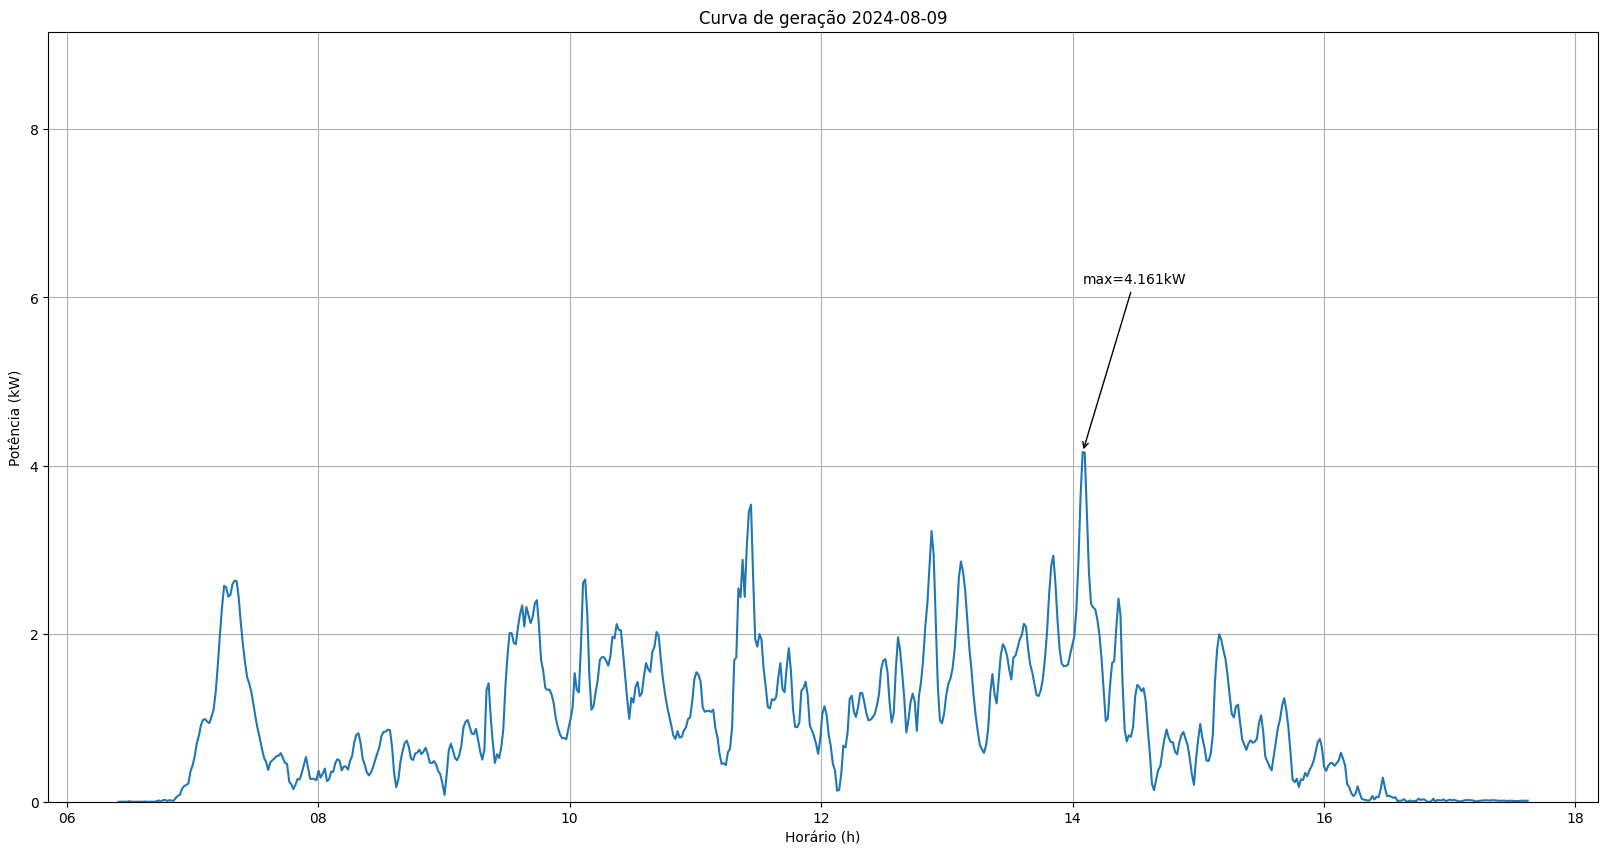 Curva de geração 2024-08-09
8
6
4
2
0
Potência (kW)
max=4.161kW
06 08 10 12 14 16 18
Horário (h)